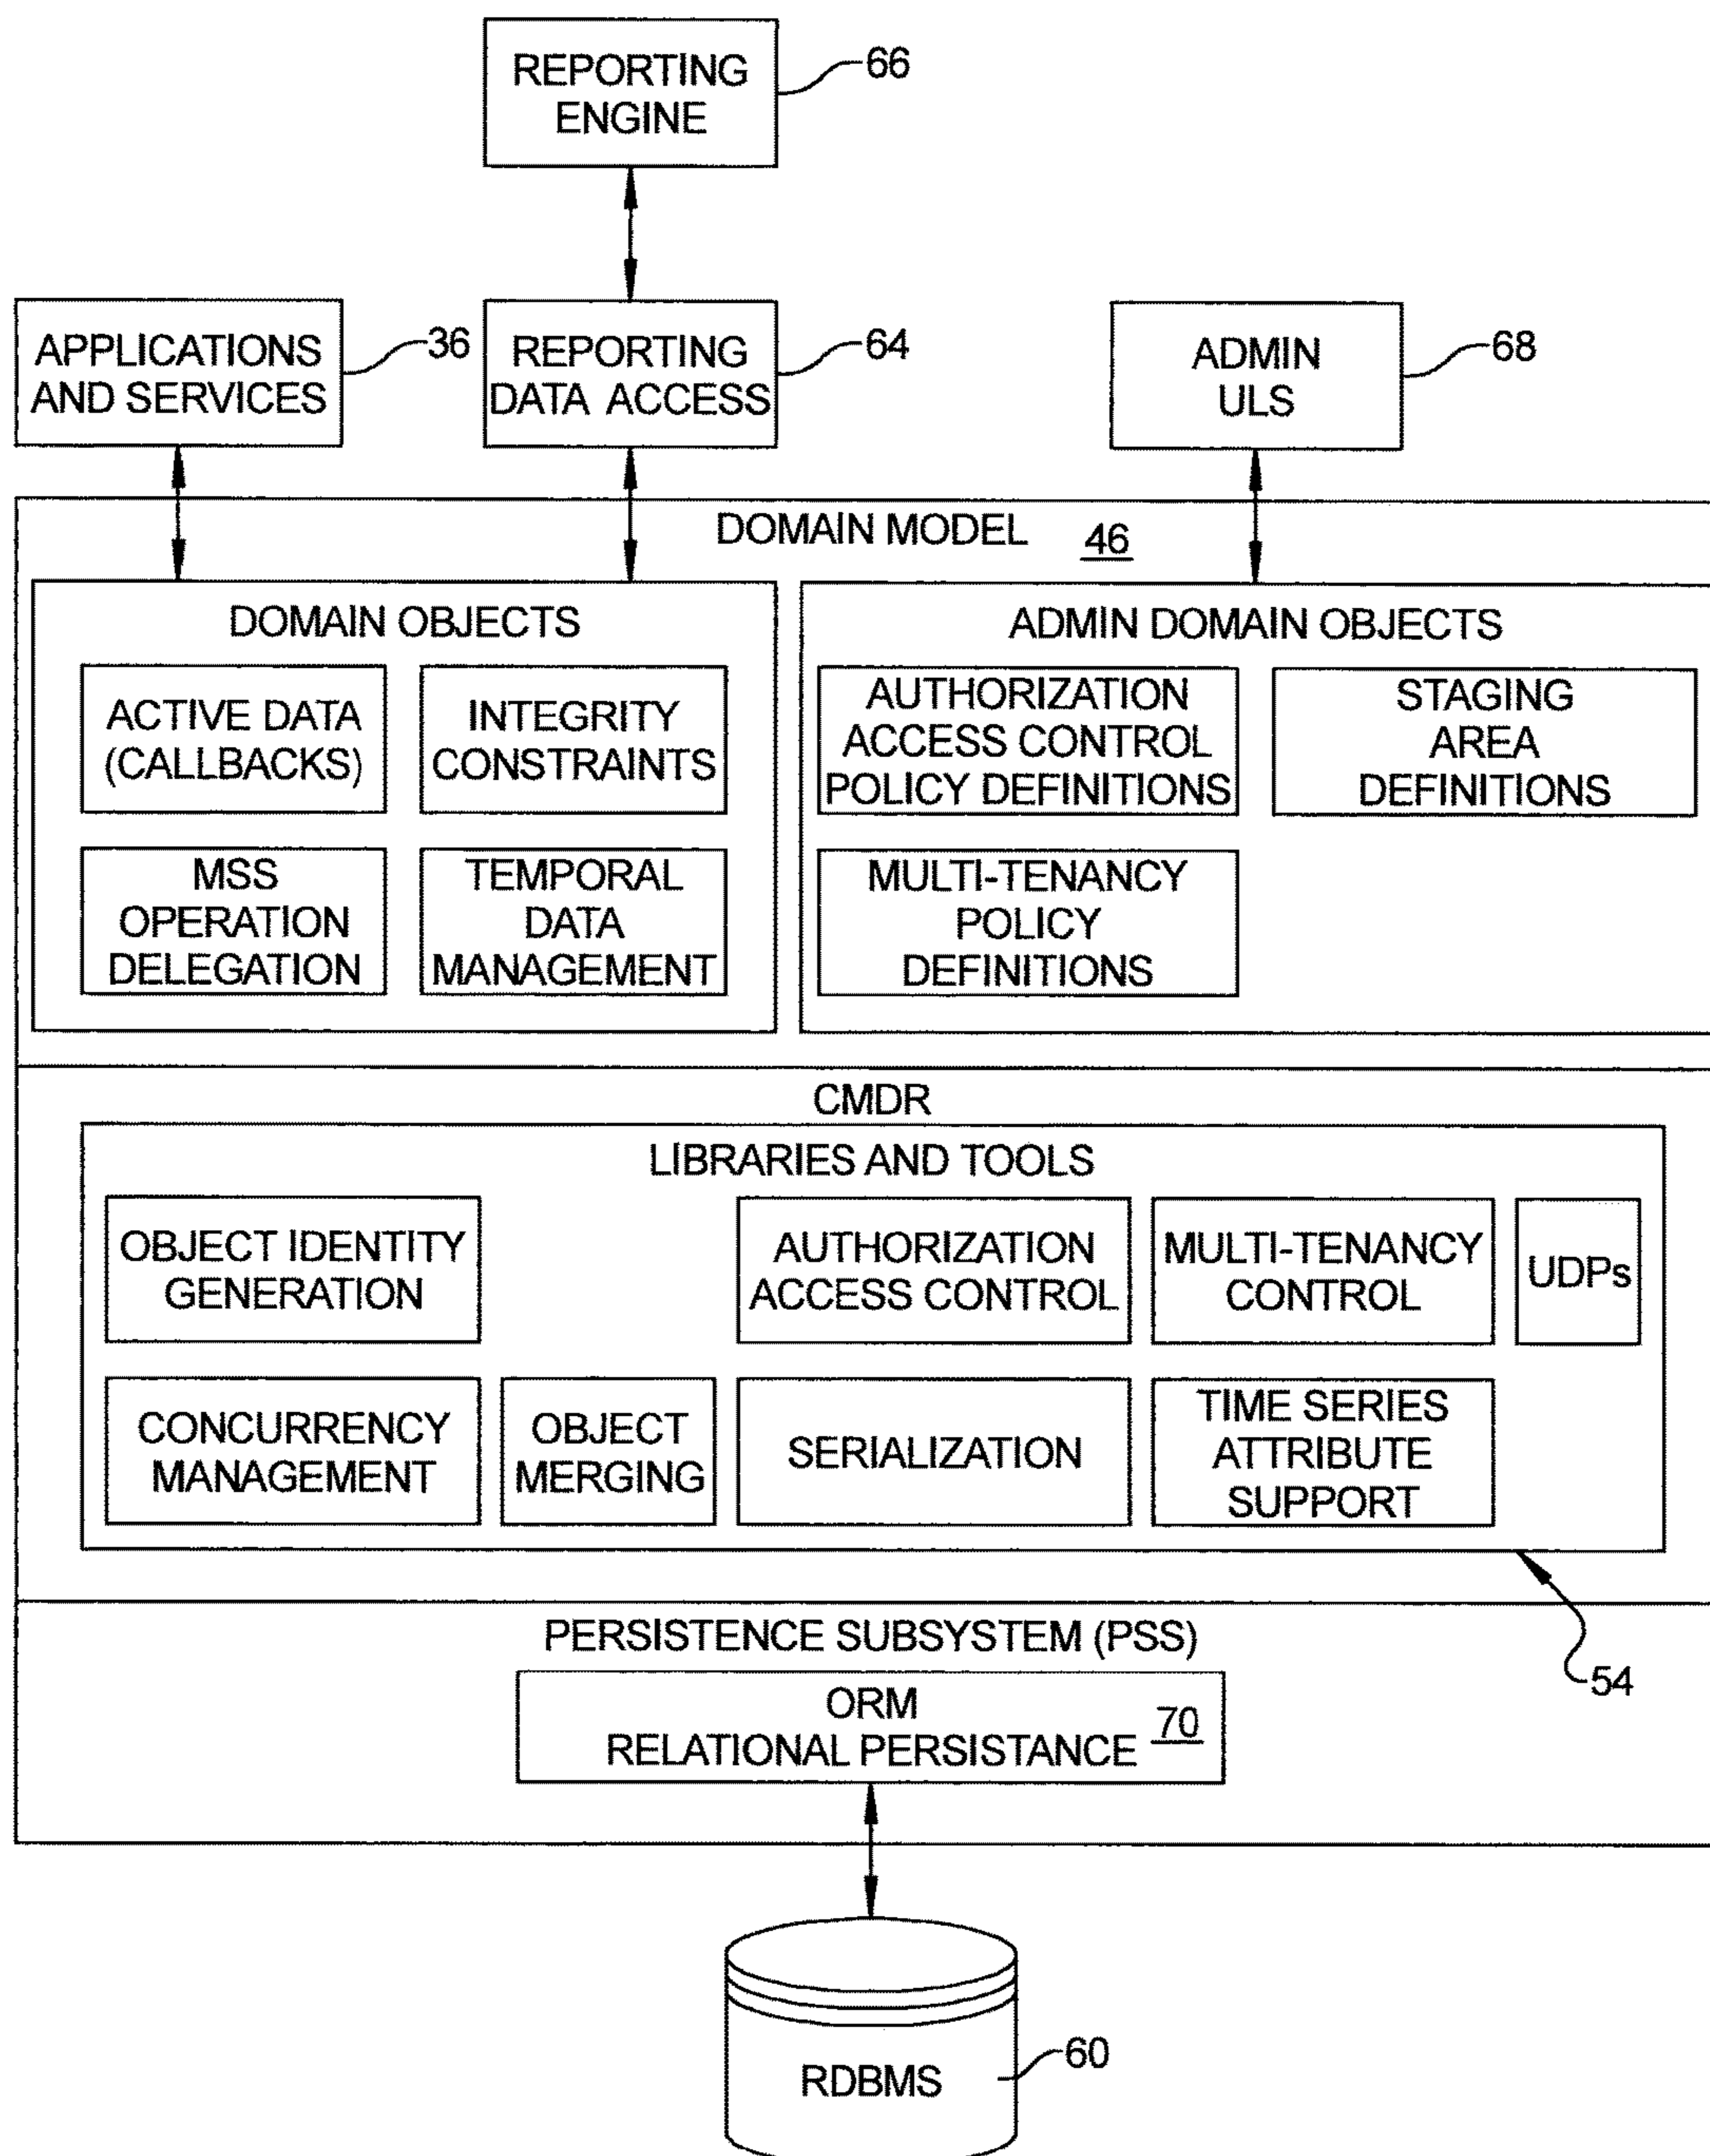 REPORTING
ENGINE
66
APPLICATIONS
AND SERVICES
36
REPORTING
DATA ACCESS
64
ADMIN
ULS
68
DOMAIN MODEL
46
DOMAIN OBJECTS
ACTIVE DATA
(CALLBACKS)
INTEGRITY
CONSTRAINTS
MSS
OPERATION
DELEGATION
TEMPORAL
DATA
MANAGEMENT
ADMIN DOMAIN OBJECTS
AUTHORIZATION
ACCESS CONTROL
POLICY DEFINITIONS
STAGING
AREA
DEFINITIONS
MULTI-TENANCY
POLICY
DEFINITIONS
CMDR
LIBRARIES AND TOOLS
OBJECT IDENTITY
GENERATION
AUTHORIZATION
ACCESS CONTROL
MULTI-TENANCY
CONTROL
UDPs
CONCURRENCY
MANAGEMENT
OBJECT
MERGING
SERIALIZATION
TIME SERIES
ATTRIBUTE
SUPPORT
54
PERSISTENCE SUBSYSTEM (PSS)
ORM
RELATIONAL PERSISTANCE
70
RDBMS
60